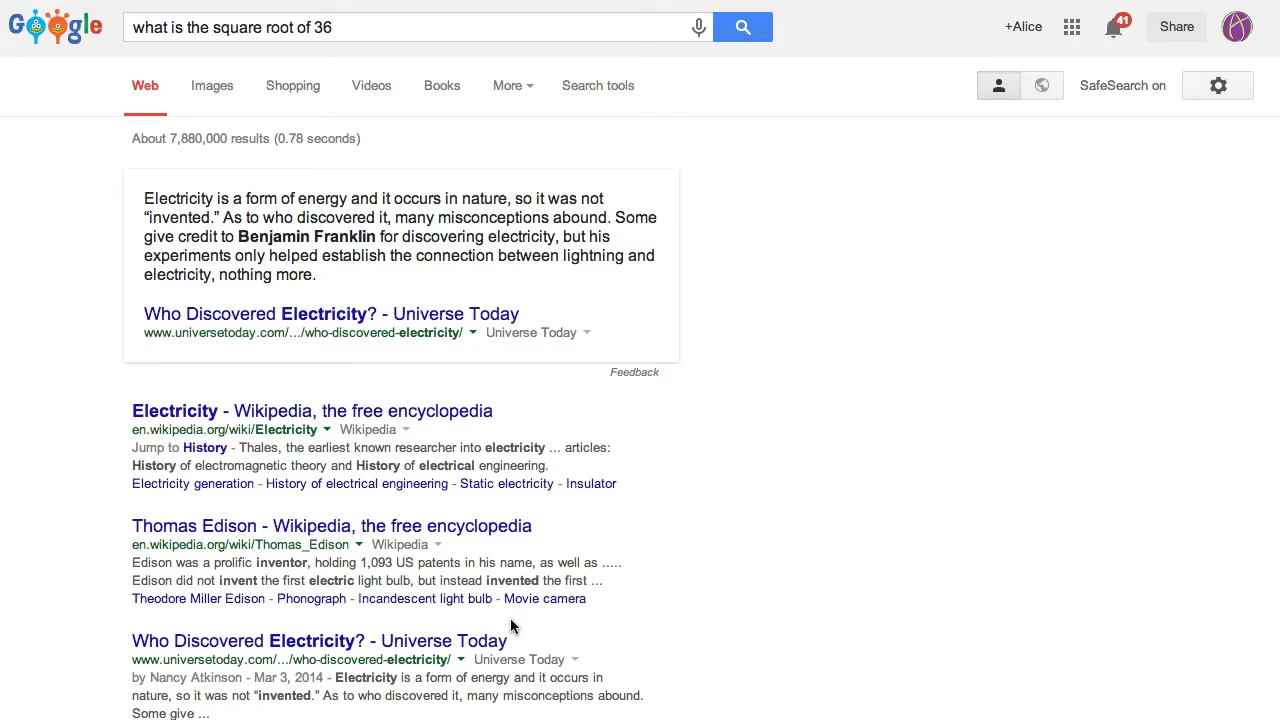 Google what is the square root of 36 +Alice 41 Share
Web Images Shopping Videos Books More Search tools SafeSearch on
About 7,880,000 results (0.78 seconds)
Electricity is a form of energy and it occurs in nature, so it was not
“invented.” As to who discovered it, many misconceptions abound. Some
give credit to Benjamin Franklin for discovering electricity, but his
experiments only helped establish the connection between lightning and
electricity, nothing more.
Who Discovered Electricity? - Universe Today
www.universetoday.com/.../who-discovered-electricity/ Universe Today
Feedback
Electricity - Wikipedia, the free encyclopedia
en.wikipedia.org/wiki/Electricity Wikipedia
Jump to History - Thales, the earliest known researcher into electricity ... articles:
History of electromagnetic theory and History of electrical engineering.
Electricity generation - History of electrical engineering - Static electricity - Insulator
Thomas Edison - Wikipedia, the free encyclopedia
en.wikipedia.org/wiki/Thomas_Edison Wikipedia
Edison was a prolific inventor, holding 1,093 US patents in his name, as well as .....
Edison did not invent the first electric light bulb, but instead invented the first ...
Theodore Miller Edison - Phonograph - Incandescent light bulb - Movie camera
Who Discovered Electricity? - Universe Today
www.universetoday.com/.../who-discovered-electricity/ Universe Today
by Nancy Atkinson - Mar 3, 2014 - Electricity is a form of energy and it occurs in
nature, so it was not “invented.” As to who discovered it, many misconceptions abound.
Some give ...